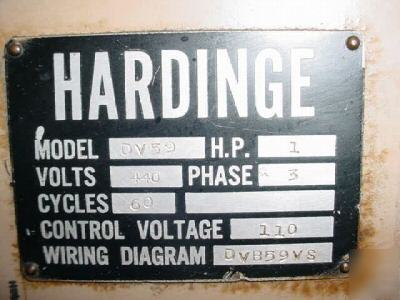 HARDINGE
MODEL DV59 H.P. 1
VOLTS 440 PHASE 3
CYCLES 60
CONTROL VOLTAGE 110
WIRING DIAGRAM DVB59VS